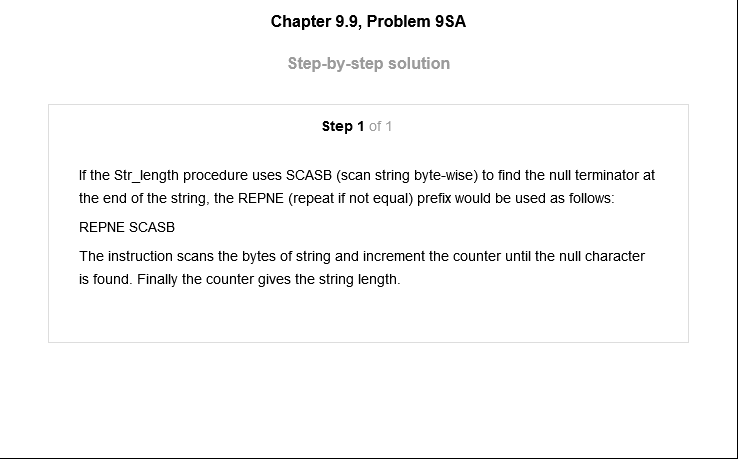 Chapter 9.9, Problem 9SA
Step-by-step solution
Step 1 of 1
If the Str_length procedure uses SCASB (scan string byte-wise) to find the null terminator at
the end of the string, the REPNE (repeat if not equal) prefix would be used as follows:
REPNE SCASB
The instruction scans the bytes of string and increment the counter until the null character
is found. Finally the counter gives the string length.